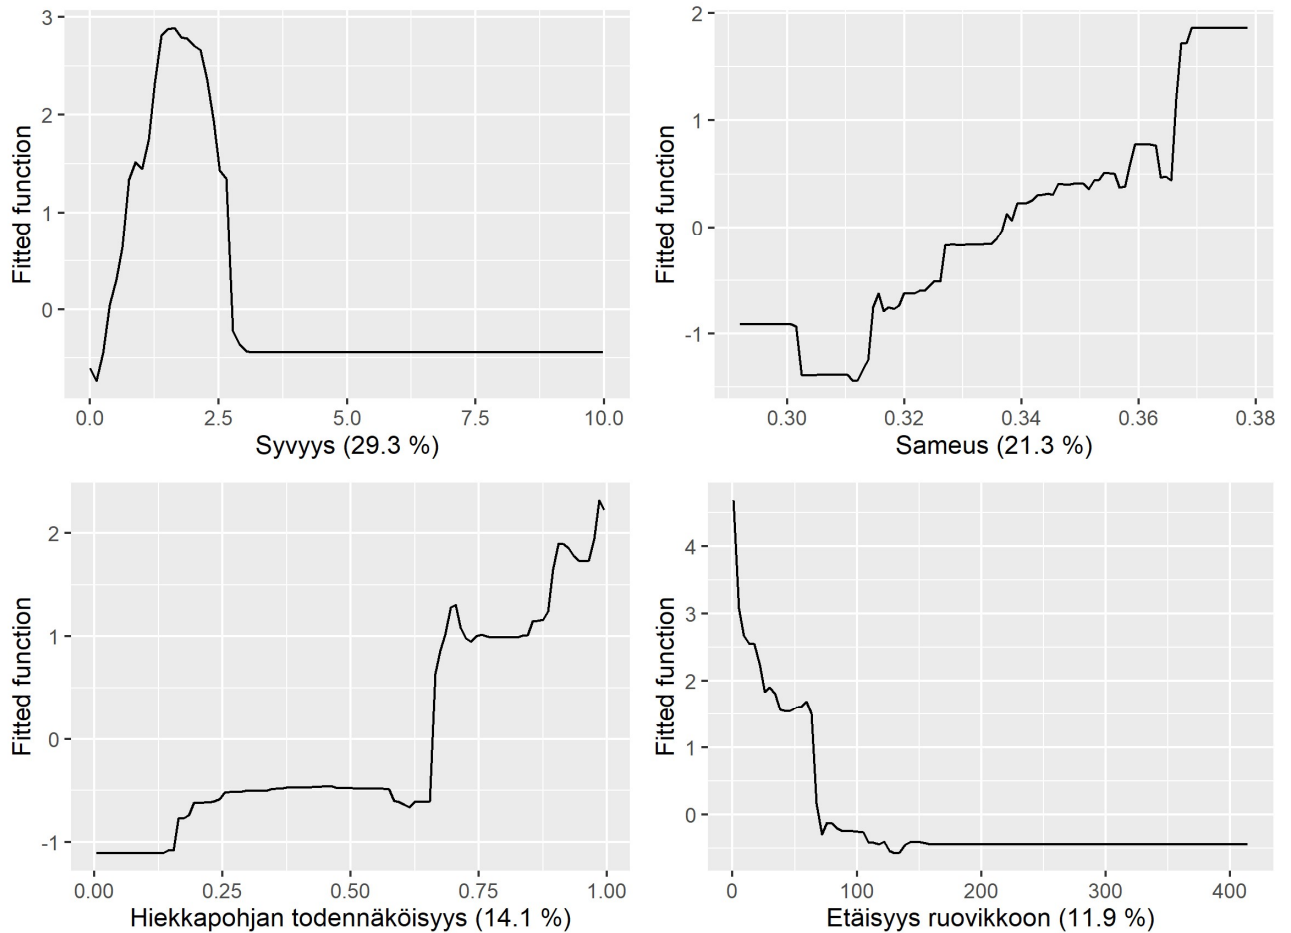 3
2
1
0
Fitted function
0.0 2.5 5.0 7.5 10.0
Syvyys (29.3 %)
2
1
0
-1
Fitted function
0.30 0.32 0.34 0.36 0.38
Sameus (21.3 %)
2
1
0
-1
Fitted function
0.00 0.25 0.50 0.75 1.00
Hiekkapohjan todennäköisyys (14.1 %)
4
3
2
1
0
Fitted function
0 100 200 300 400
Etäisyys ruovikkoon (11.9 %)